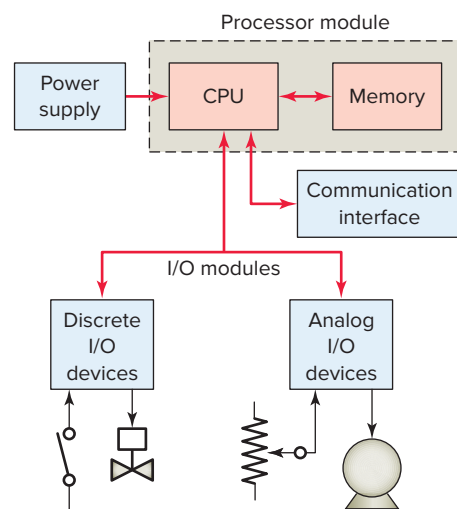 Processor module
Power
supply
CPU
Memory
Communication
interface
I/O modules
Discrete
I/O
devices
Analog
I/O
devices